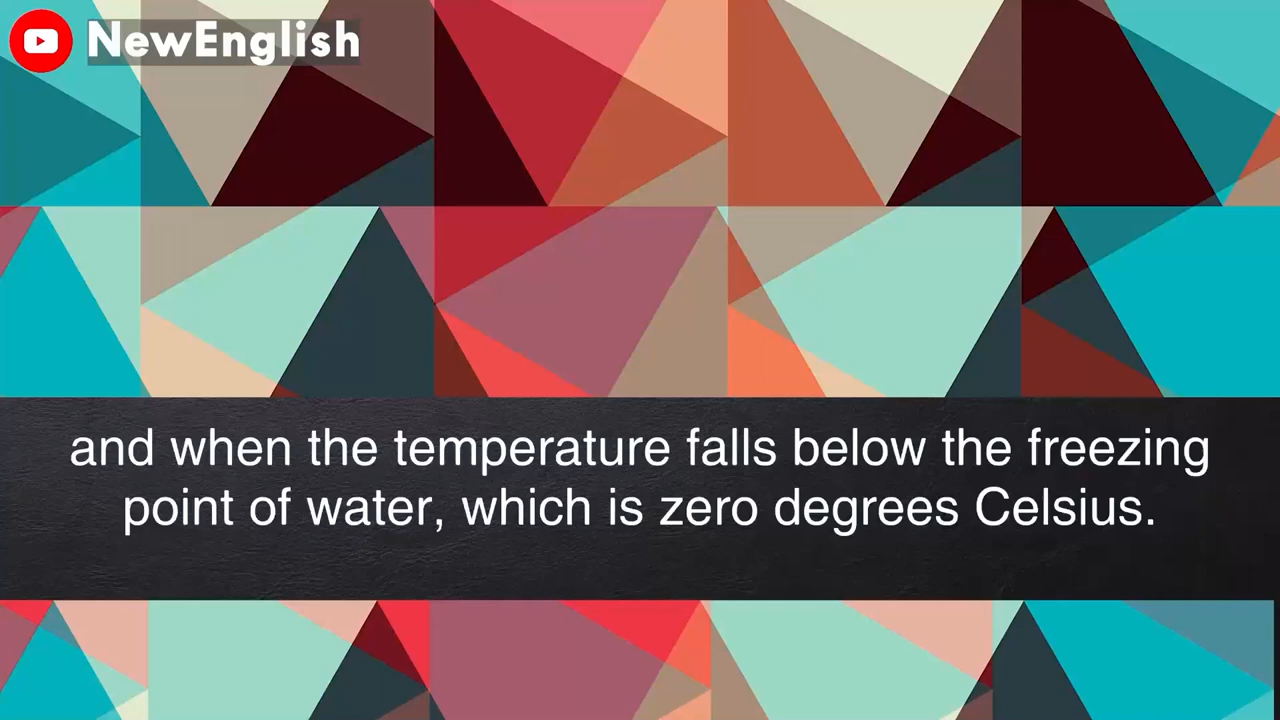 NewEnglish
and when the temperature falls below the freezing
point of water, which is zero degrees Celsius.